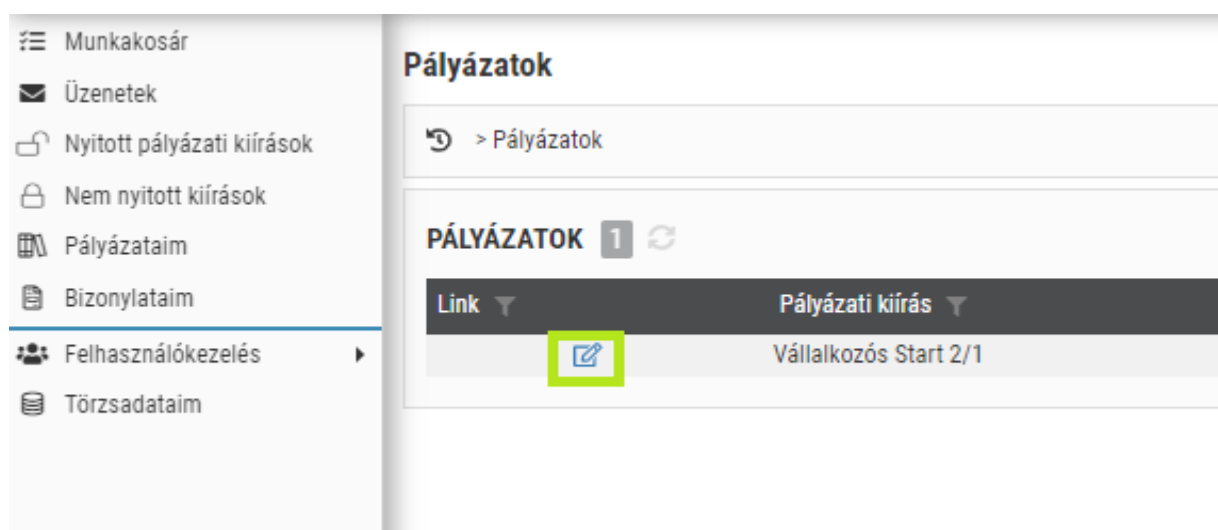 Munkakosár
Üzenetek
Nyitott pályázati kiírások
Nem nyitott kiírások
Pályázataim
Bizonylataim
Felhasználókezelés
Törzsadataim
Pályázatok
> Pályázatok
PÁLYÁZATOK 1
Link Pályázati kiírás
Vállalkozós Start 2/1